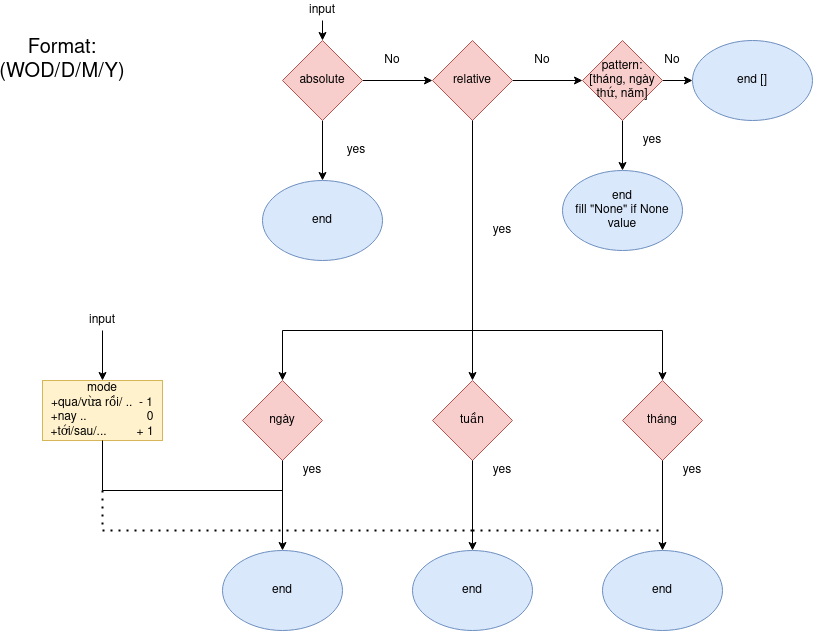 input
Format:
(WOD/D/M/Y)
absolute
No
relative
No
pattern:
[tháng, ngày
thứ, năm]
No
end []
yes
yes
end
end
fill "None" if None
value
yes
input
mode
+qua/vừa rồi/ .. - 1
+nay .. 0
+tới/sau/... + 1
ngày
tuần
tháng
yes
yes
yes
end
end
end